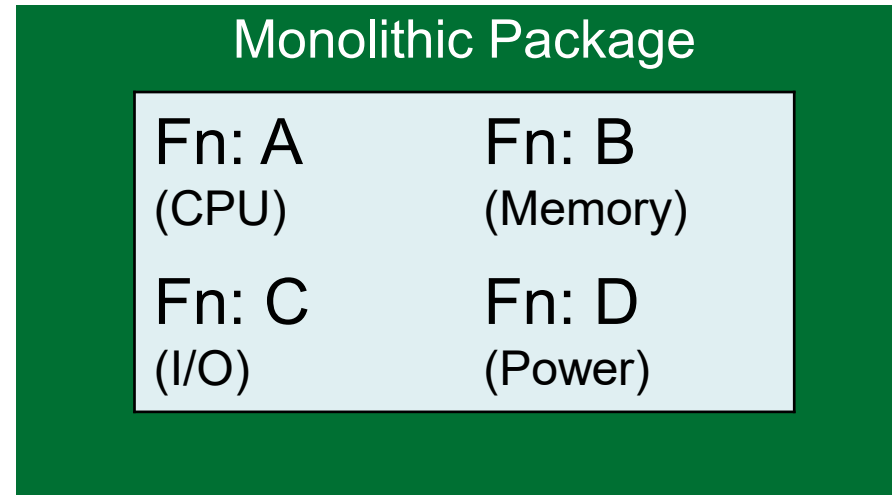 Monolithic Package
Fn: A
(CPU)
Fn: B
(Memory)
Fn: C
(I/O)
Fn: D
(Power)